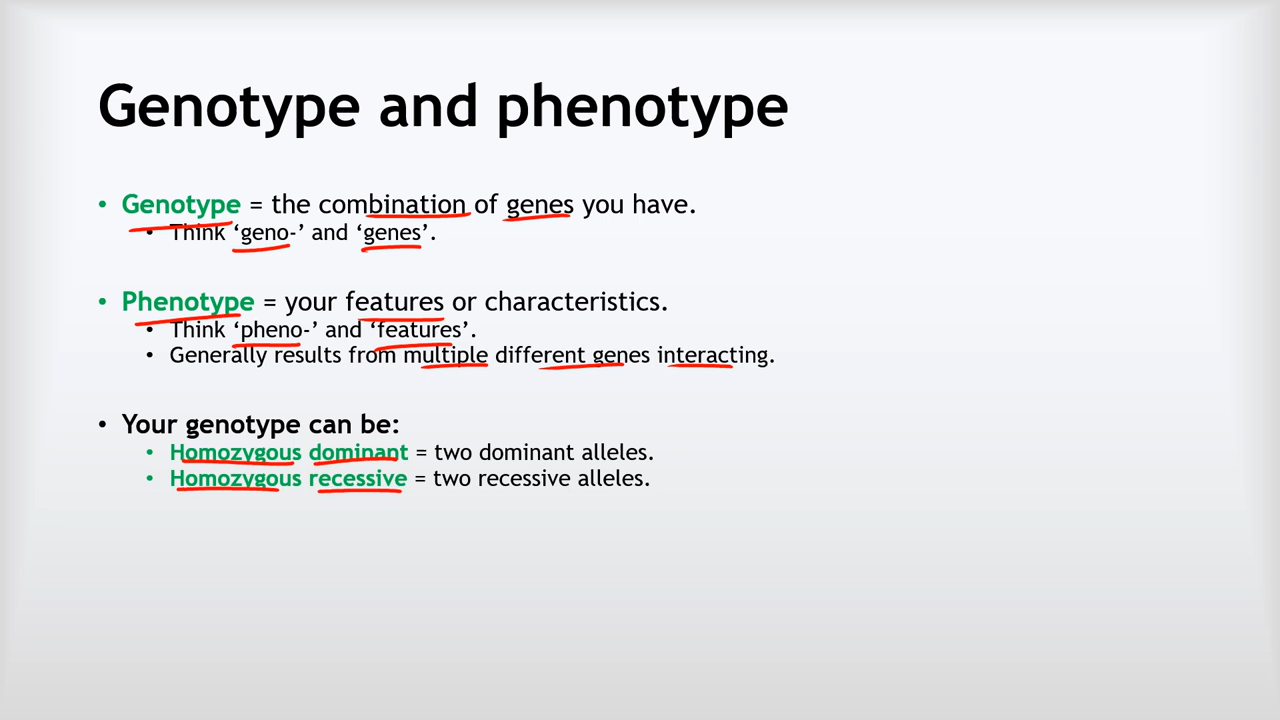 Genotype and phenotype
• Genotype = the combination of genes you have.
• Think ‘geno-’ and ‘genes’.
• Phenotype = your features or characteristics.
• Think ‘pheno-’ and ‘features’.
• Generally results from multiple different genes interacting.
• Your genotype can be:
• Homozygous dominant = two dominant alleles.
• Homozygous recessive = two recessive alleles.